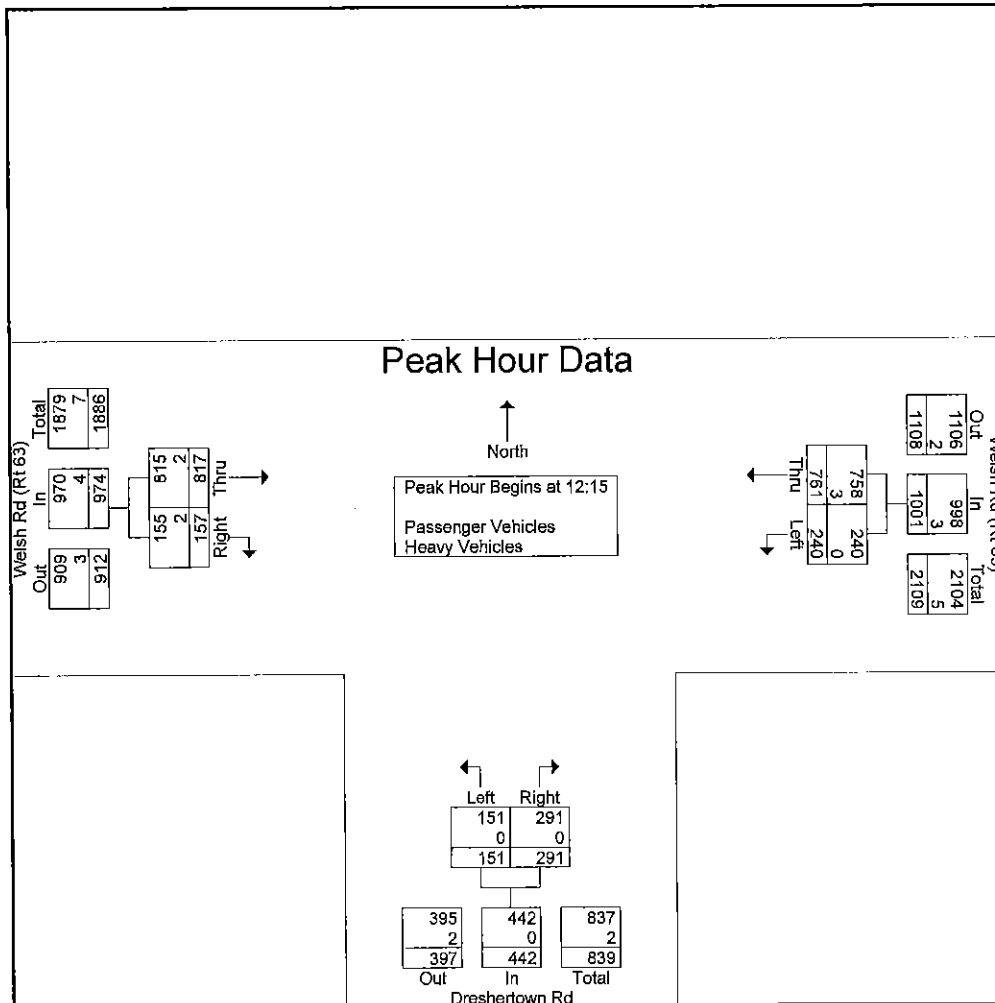 Peak Hour Data
North
Peak Hour Begins at 12:15
Passenger Vehicles
Heavy Vehicles
Welsh Rd (Rt 63)
Total
1879
7
1886
In
970
4
974
Out
909
3
912
815
2
817
Thru
155
2
157
Right
Out
1106
2
1108
In
998
3
1001
Total
2104
5
2109
758
3
761
Thru
240
0
240
Left
Left Right
151 291
0 0
151 291
395 442 837
2 0 2
397 442 839
Out In Total
Dreshertown Rd